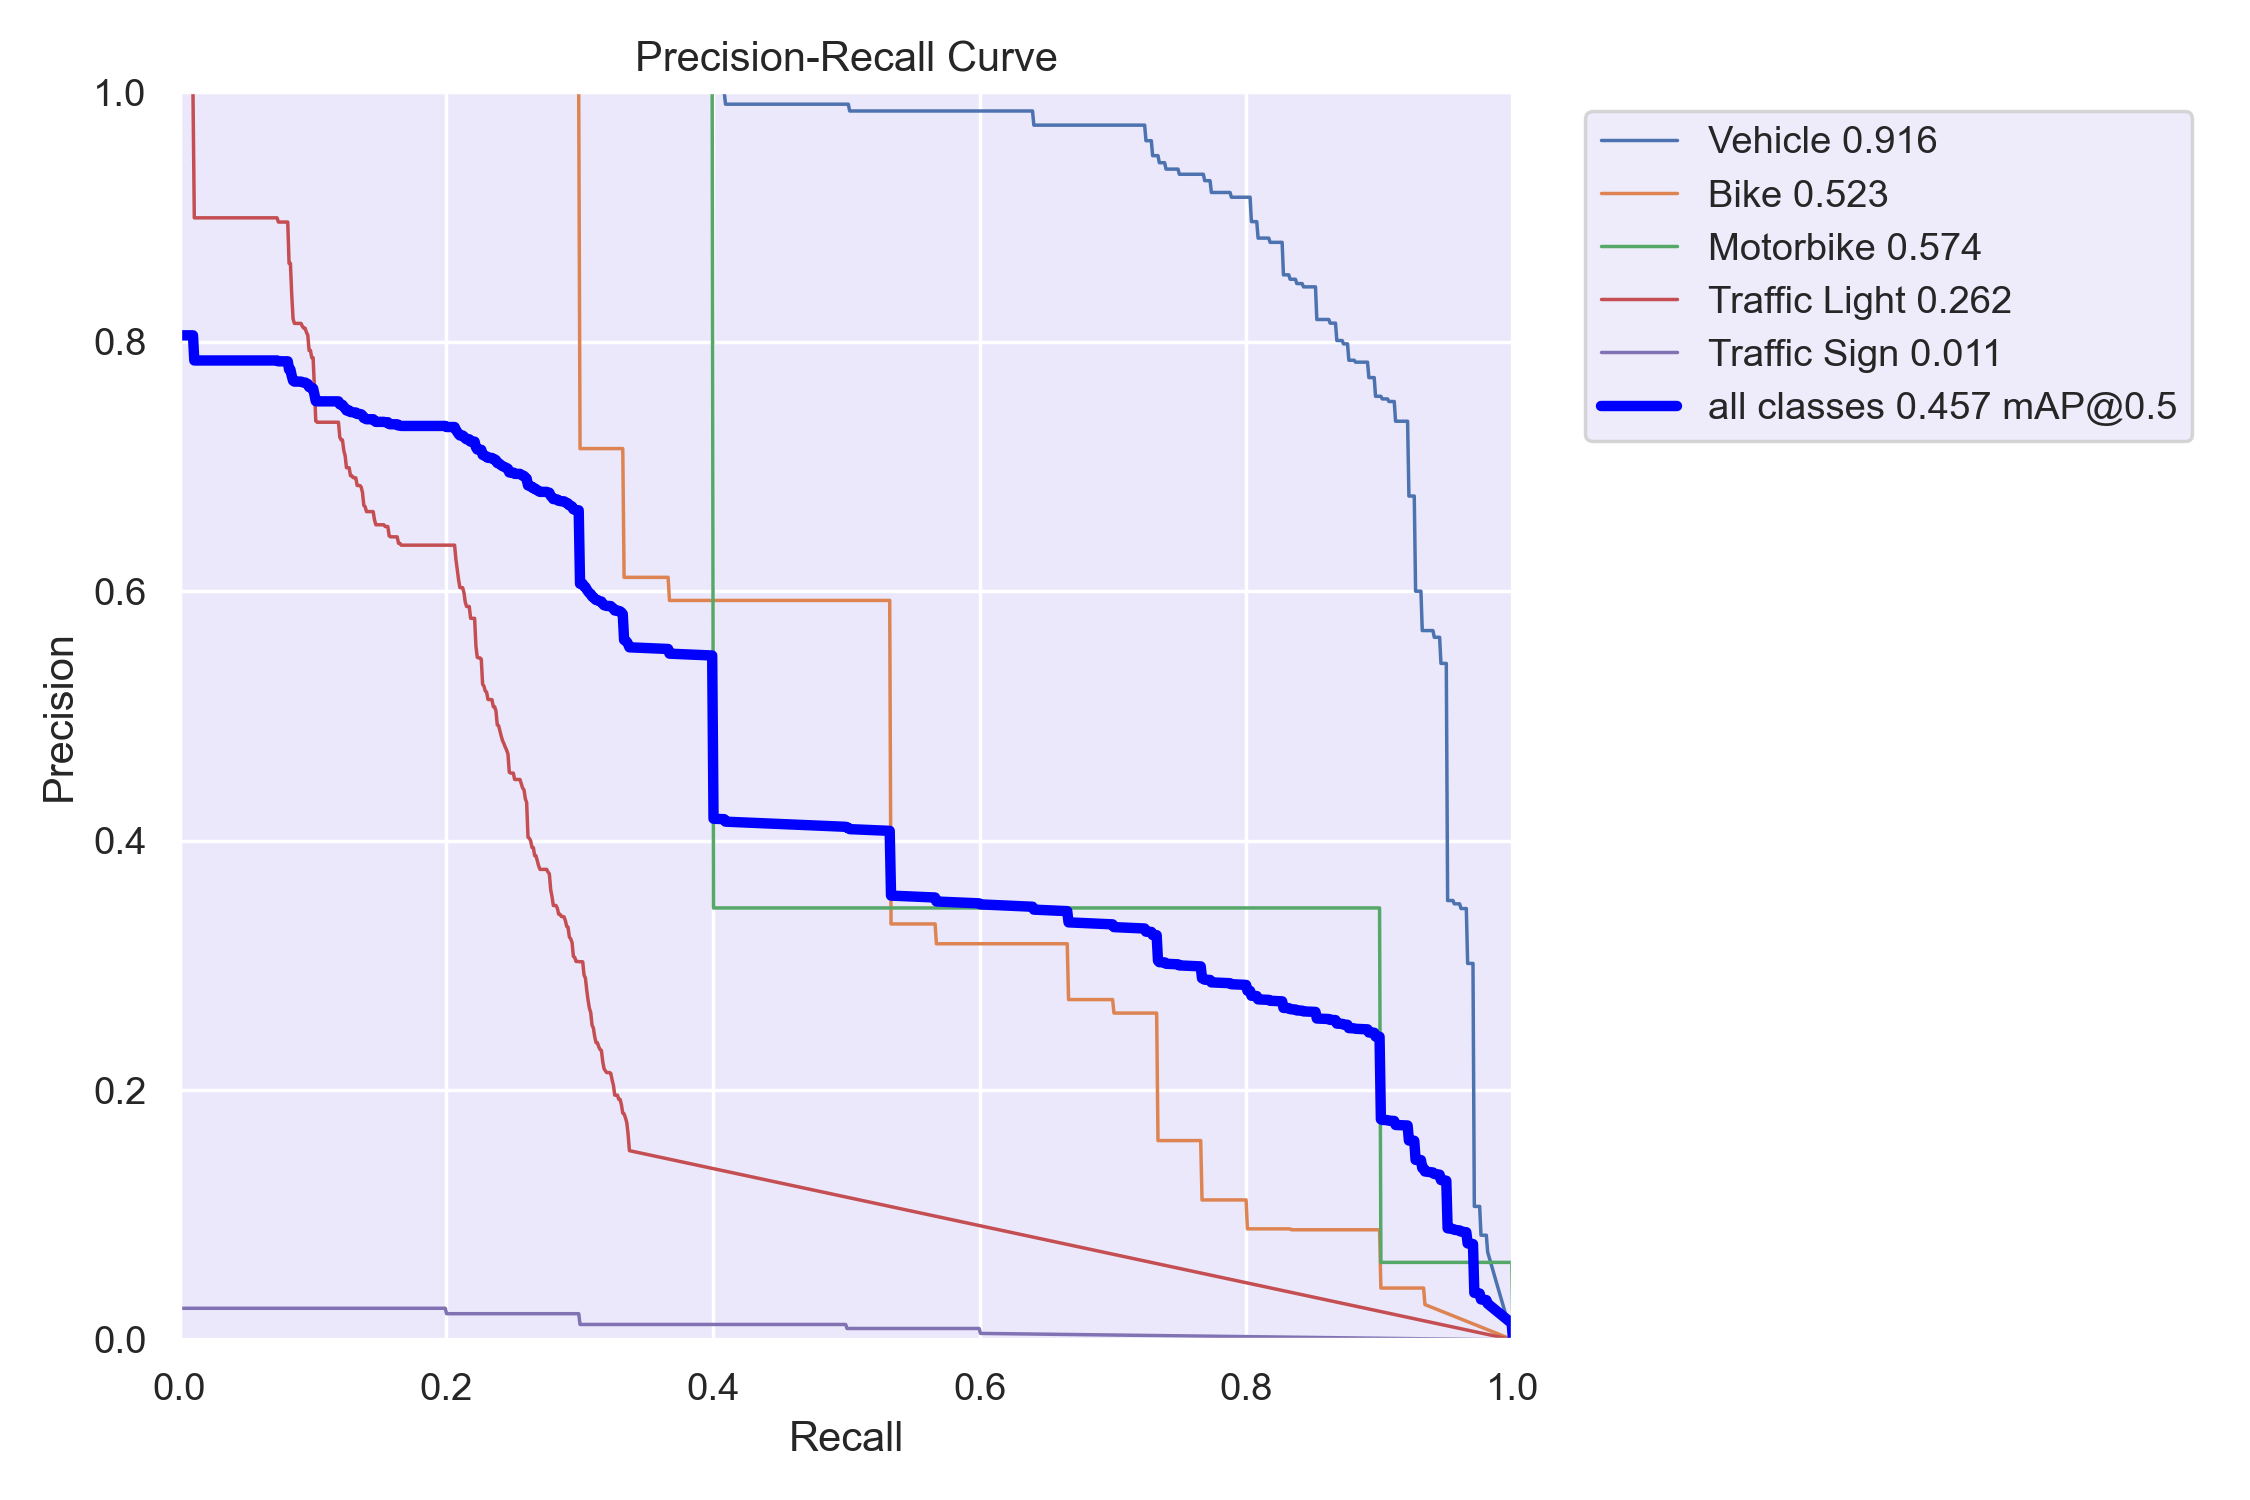 Precision-Recall Curve
1.0
0.8
0.6
0.4
0.2
0.0
Precision
0.0 0.2 0.4 0.6 0.8 1.0
Recall
Vehicle 0.916
Bike 0.523
Motorbike 0.574
Traffic Light 0.262
Traffic Sign 0.011
all classes 0.457 mAP@0.5